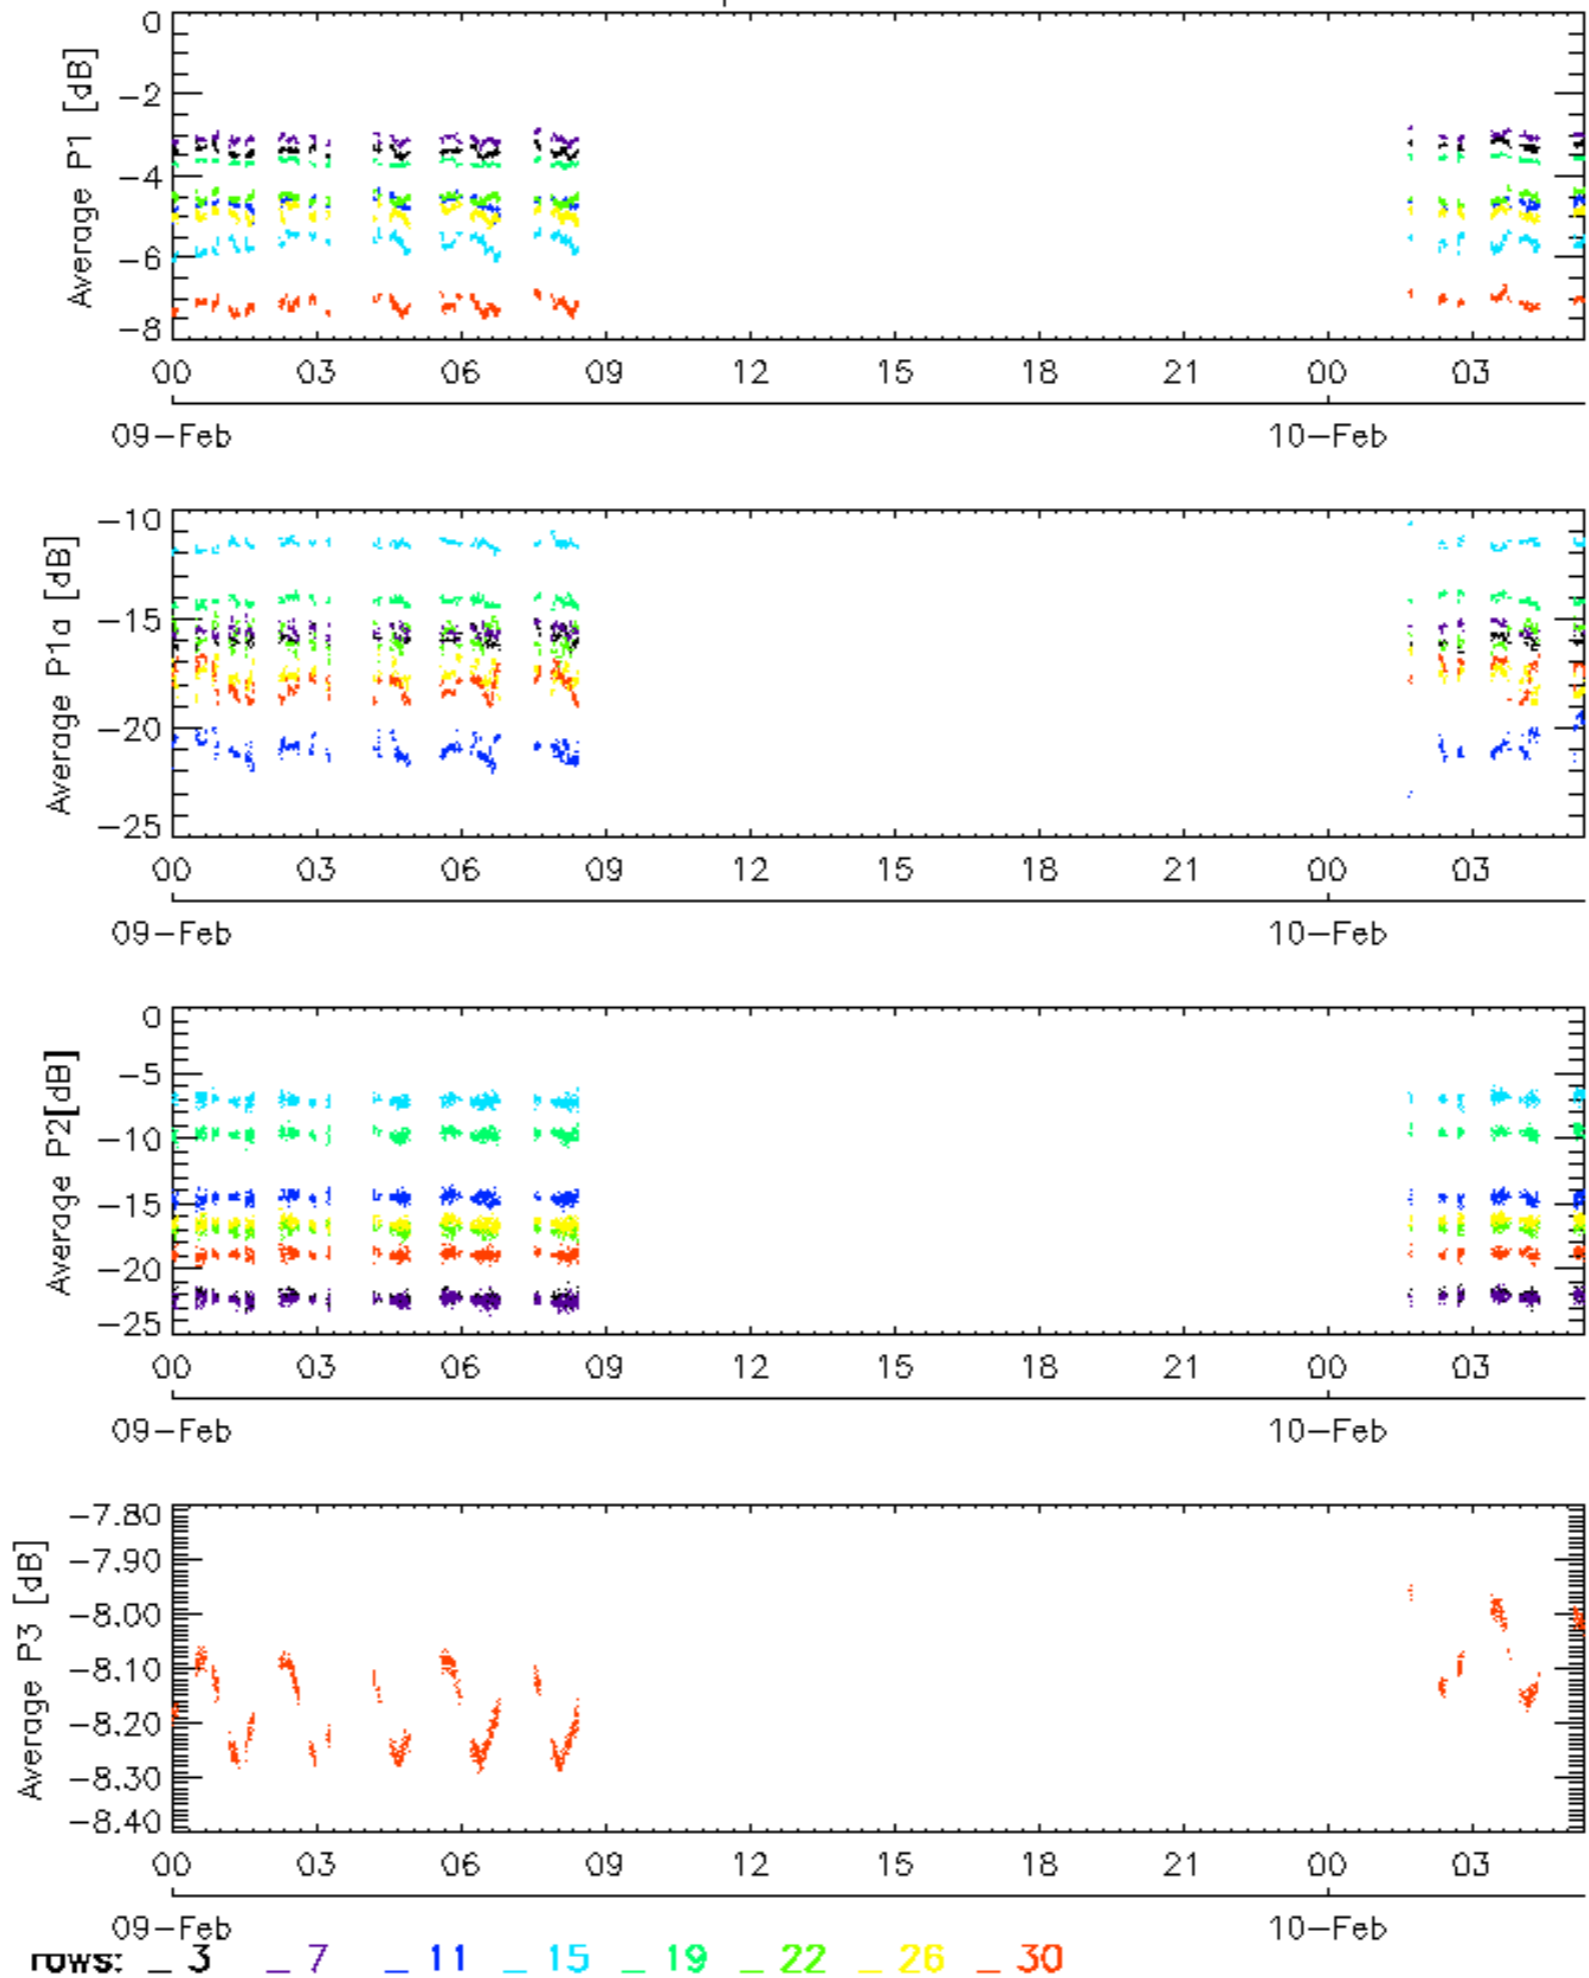 0
-2
-4
-6
-8
Average P1 [dB]
00 03 06 09 12 15 18 21 00 03
09-Feb 10-Feb
-10
-15
-20
-25
Average P1a [dB]
00 03 06 09 12 15 18 21 00 03
09-Feb 10-Feb
0
-5
-10
-15
-20
-25
Average P2[dB]
00 03 06 09 12 15 18 21 00 03
09-Feb 10-Feb
-7.80
-7.90
-8.00
-8.10
-8.20
-8.30
-8.40
Average P3 [dB]
00 03 06 09 12 15 18 21 00 03
09-Feb 10-Feb
rows: _ 3 _ 7 _ 11 _ 15 _ 19 _ 22 _ 26 _ 30